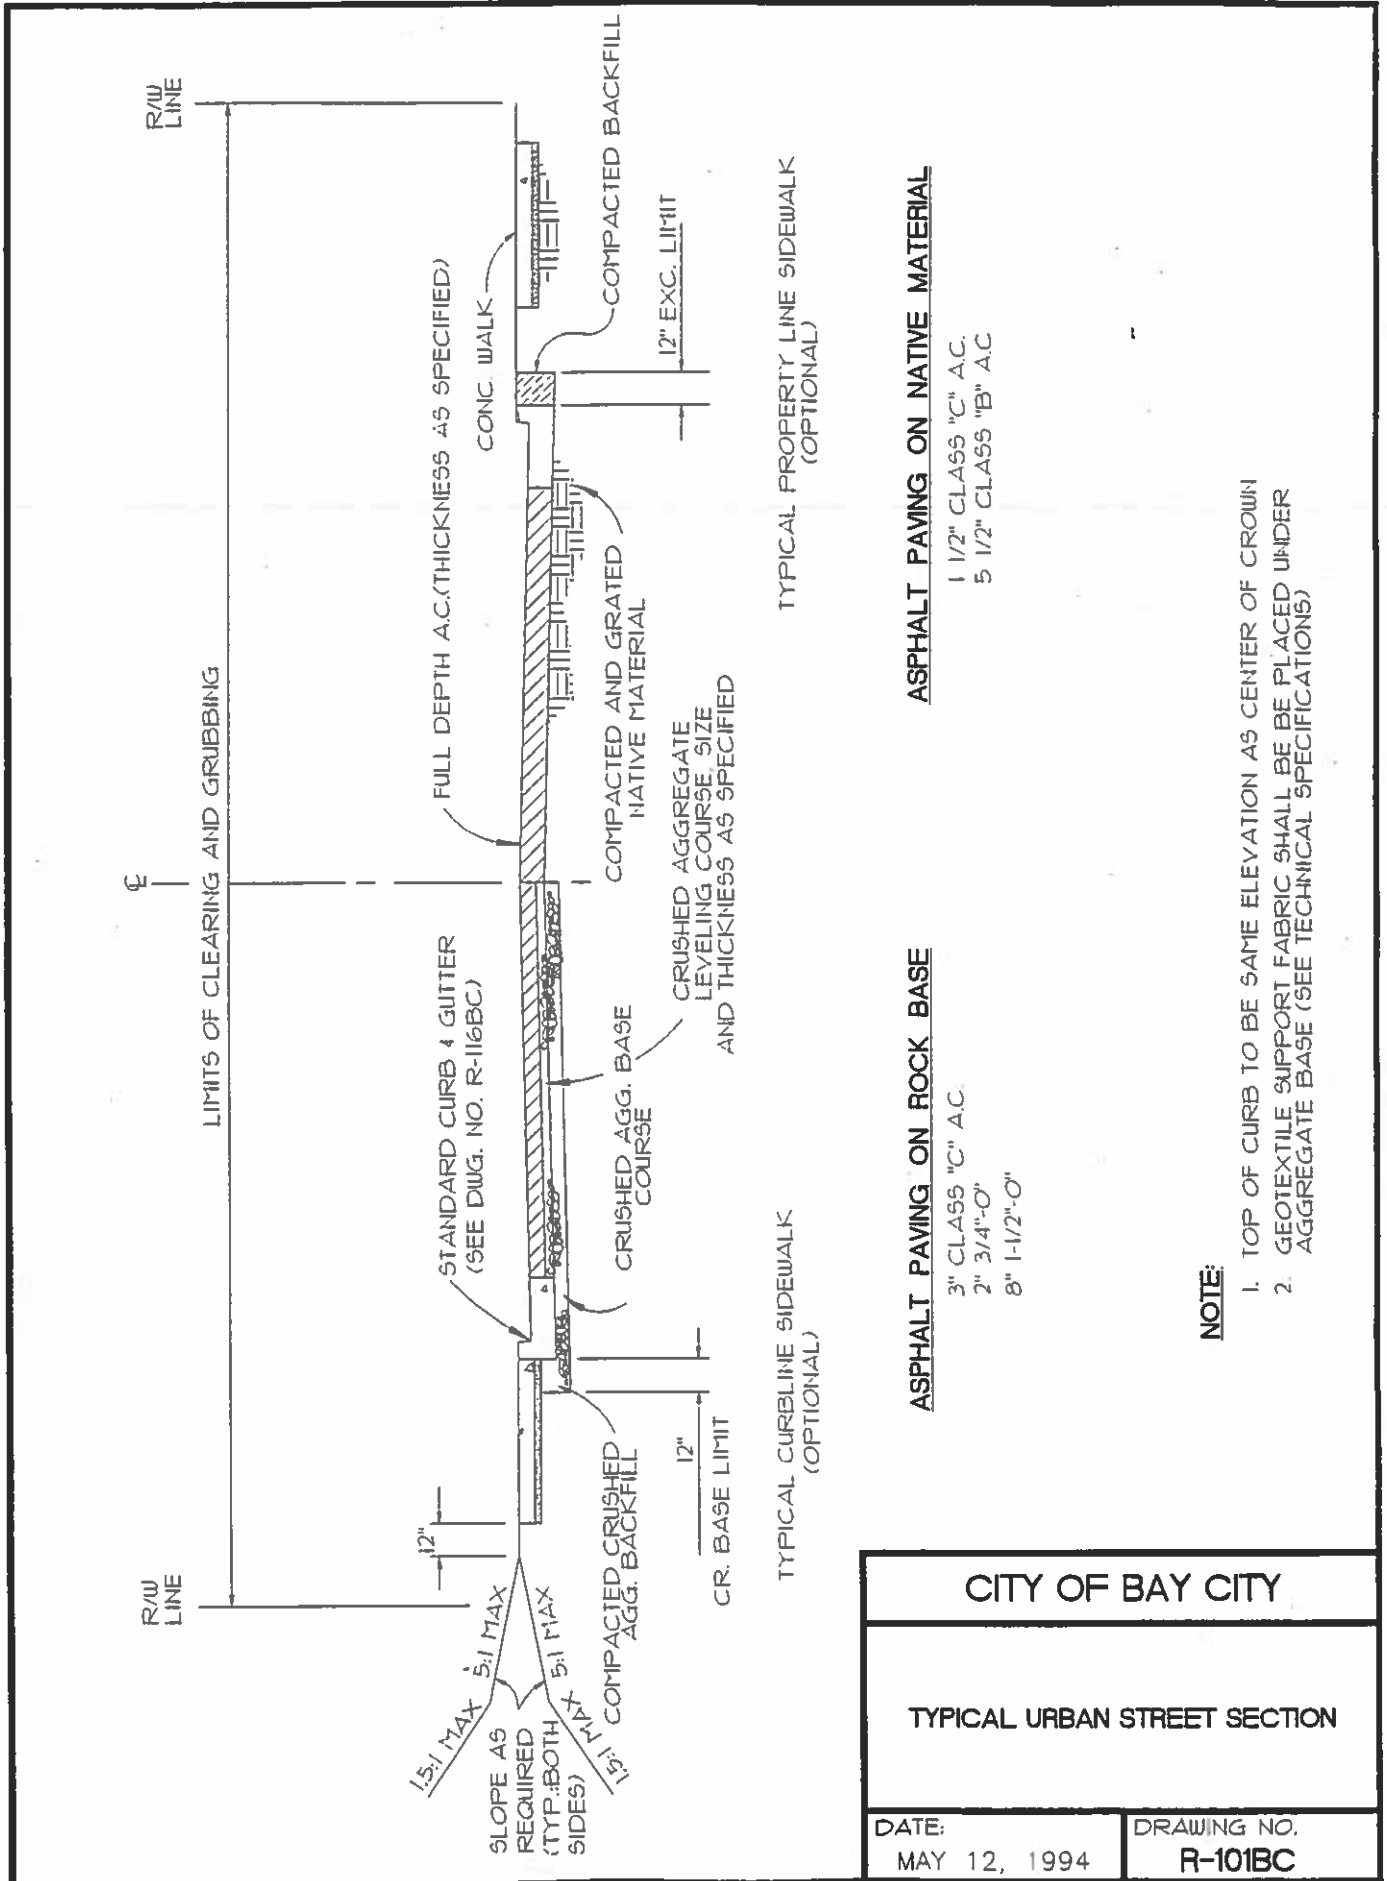 R/W
LINE
LIMITS OF CLEARING AND GRUBBING
℄
R/W
LINE
1.5:1 MAX
5:1 MAX
SLOPE AS
REQUIRED
(TYP.:BOTH
SIDES)
5:1 MAX
1.5:1 MAX
12"
STANDARD CURB & GUTTER
(SEE DWG. NO. R-116BC)
FULL DEPTH A.C.(THICKNESS AS SPECIFIED)
CONC. WALK
COMPACTED CRUSHED
AGG. BACKFILL
CRUSHED AGG. BASE
COURSE
CRUSHED AGGREGATE
LEVELING COURSE, SIZE
AND THICKNESS AS SPECIFIED
COMPACTED AND GRATED
NATIVE MATERIAL
COMPACTED BACKFILL
12" EXC. LIMIT
12"
CR. BASE LIMIT
TYPICAL CURBLINE SIDEWALK
(OPTIONAL)
TYPICAL PROPERTY LINE SIDEWALK
(OPTIONAL)
ASPHALT PAVING ON ROCK BASE
3" CLASS "C" A.C.
2" 3/4"-0"
8" 1-1/2"-0"
ASPHALT PAVING ON NATIVE MATERIAL
1 1/2" CLASS "C" A.C.
5 1/2" CLASS "B" A.C
NOTE:
1. TOP OF CURB TO BE SAME ELEVATION AS CENTER OF CROWN
2. GEOTEXTILE SUPPORT FABRIC SHALL BE BE PLACED UNDER
AGGREGATE BASE (SEE TECHNICAL SPECIFICATIONS)
CITY OF BAY CITY
TYPICAL URBAN STREET SECTION
DATE:
MAY 12, 1994
DRAWING NO.
R-101BC